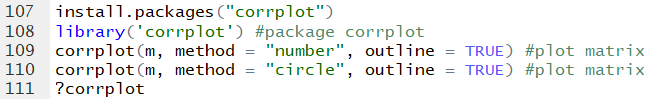 107 install.packages("corrplot")
108 library('corrplot') #package corrplot
109 corrplot(m, method = "number", outline = TRUE) #plot matrix
110 corrplot(m, method = "circle", outline = TRUE) #plot matrix
111 ?corrplot